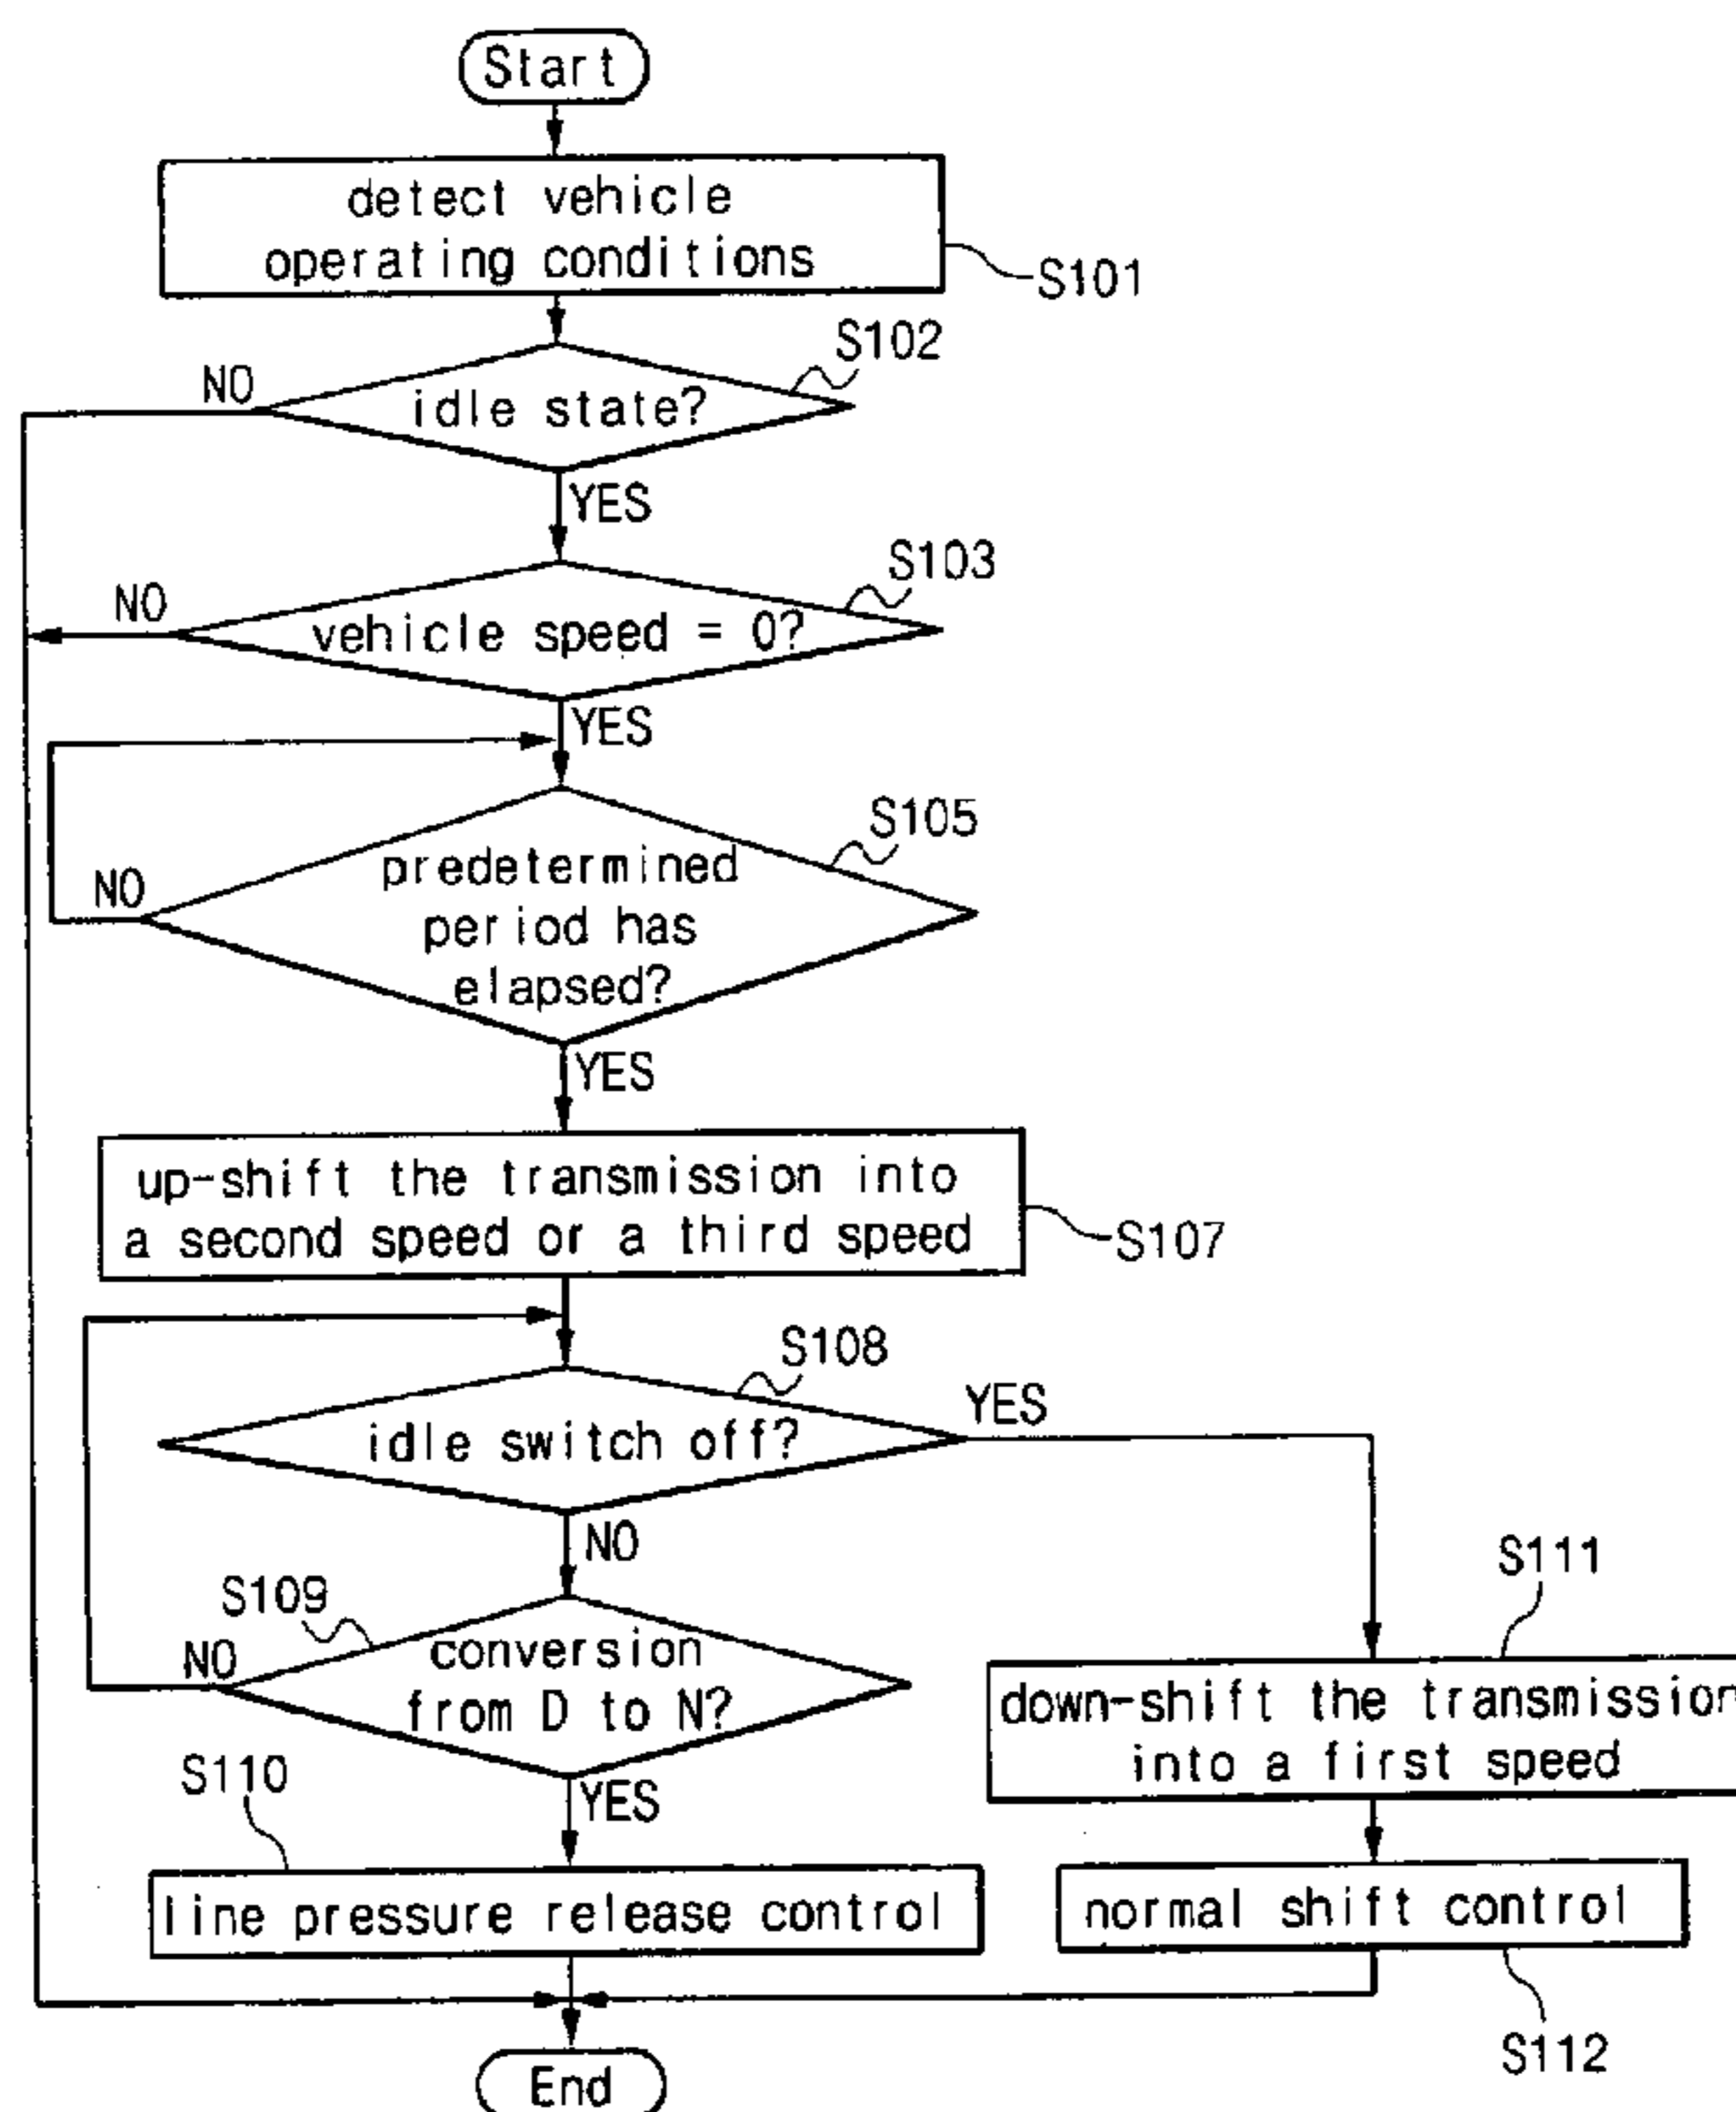 Start
detect vehicle
operating conditions
S101
S102
NO
idle state?
YES
S103
NO
vehicle speed = 0?
YES
S105
NO
predetermined
period has
elapsed?
YES
up-shift the transmission into
a second speed or a third speed
S107
S108
YES
idle switch off?
NO
S109
NO
conversion
from D to N?
S111
down-shift the transmission
into a first speed
S110
YES
line pressure release control
normal shift control
S112
End